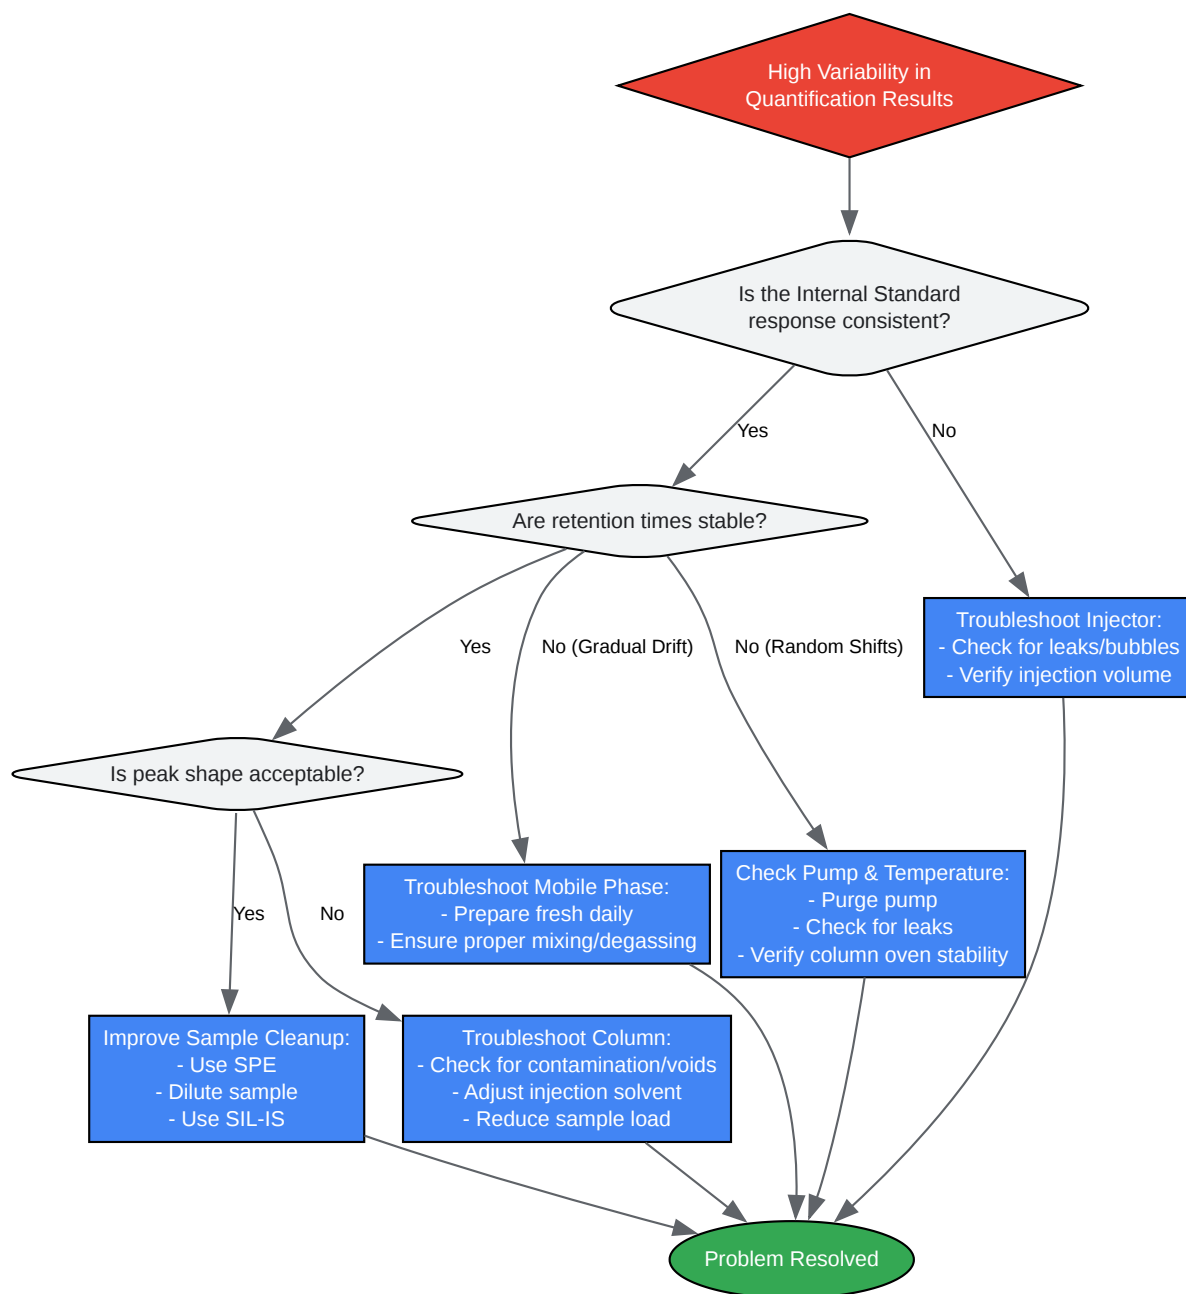 High Variability in
Quantification Results
Is the Internal Standard
response consistent?
Yes
No
Are retention times stable?
Troubleshoot Injector:
- Check for leaks/bubbles
- Verify injection volume
Yes
No (Gradual Drift)
No (Random Shifts)
Is peak shape acceptable?
Troubleshoot Mobile Phase:
- Prepare fresh daily
- Ensure proper mixing/degassing
Check Pump & Temperature:
- Purge pump
- Check for leaks
- Verify column oven stability
Yes
No
Improve Sample Cleanup:
- Use SPE
- Dilute sample
- Use SIL-IS
Troubleshoot Column:
- Check for contamination/voids
- Adjust injection solvent
- Reduce sample load
Problem Resolved